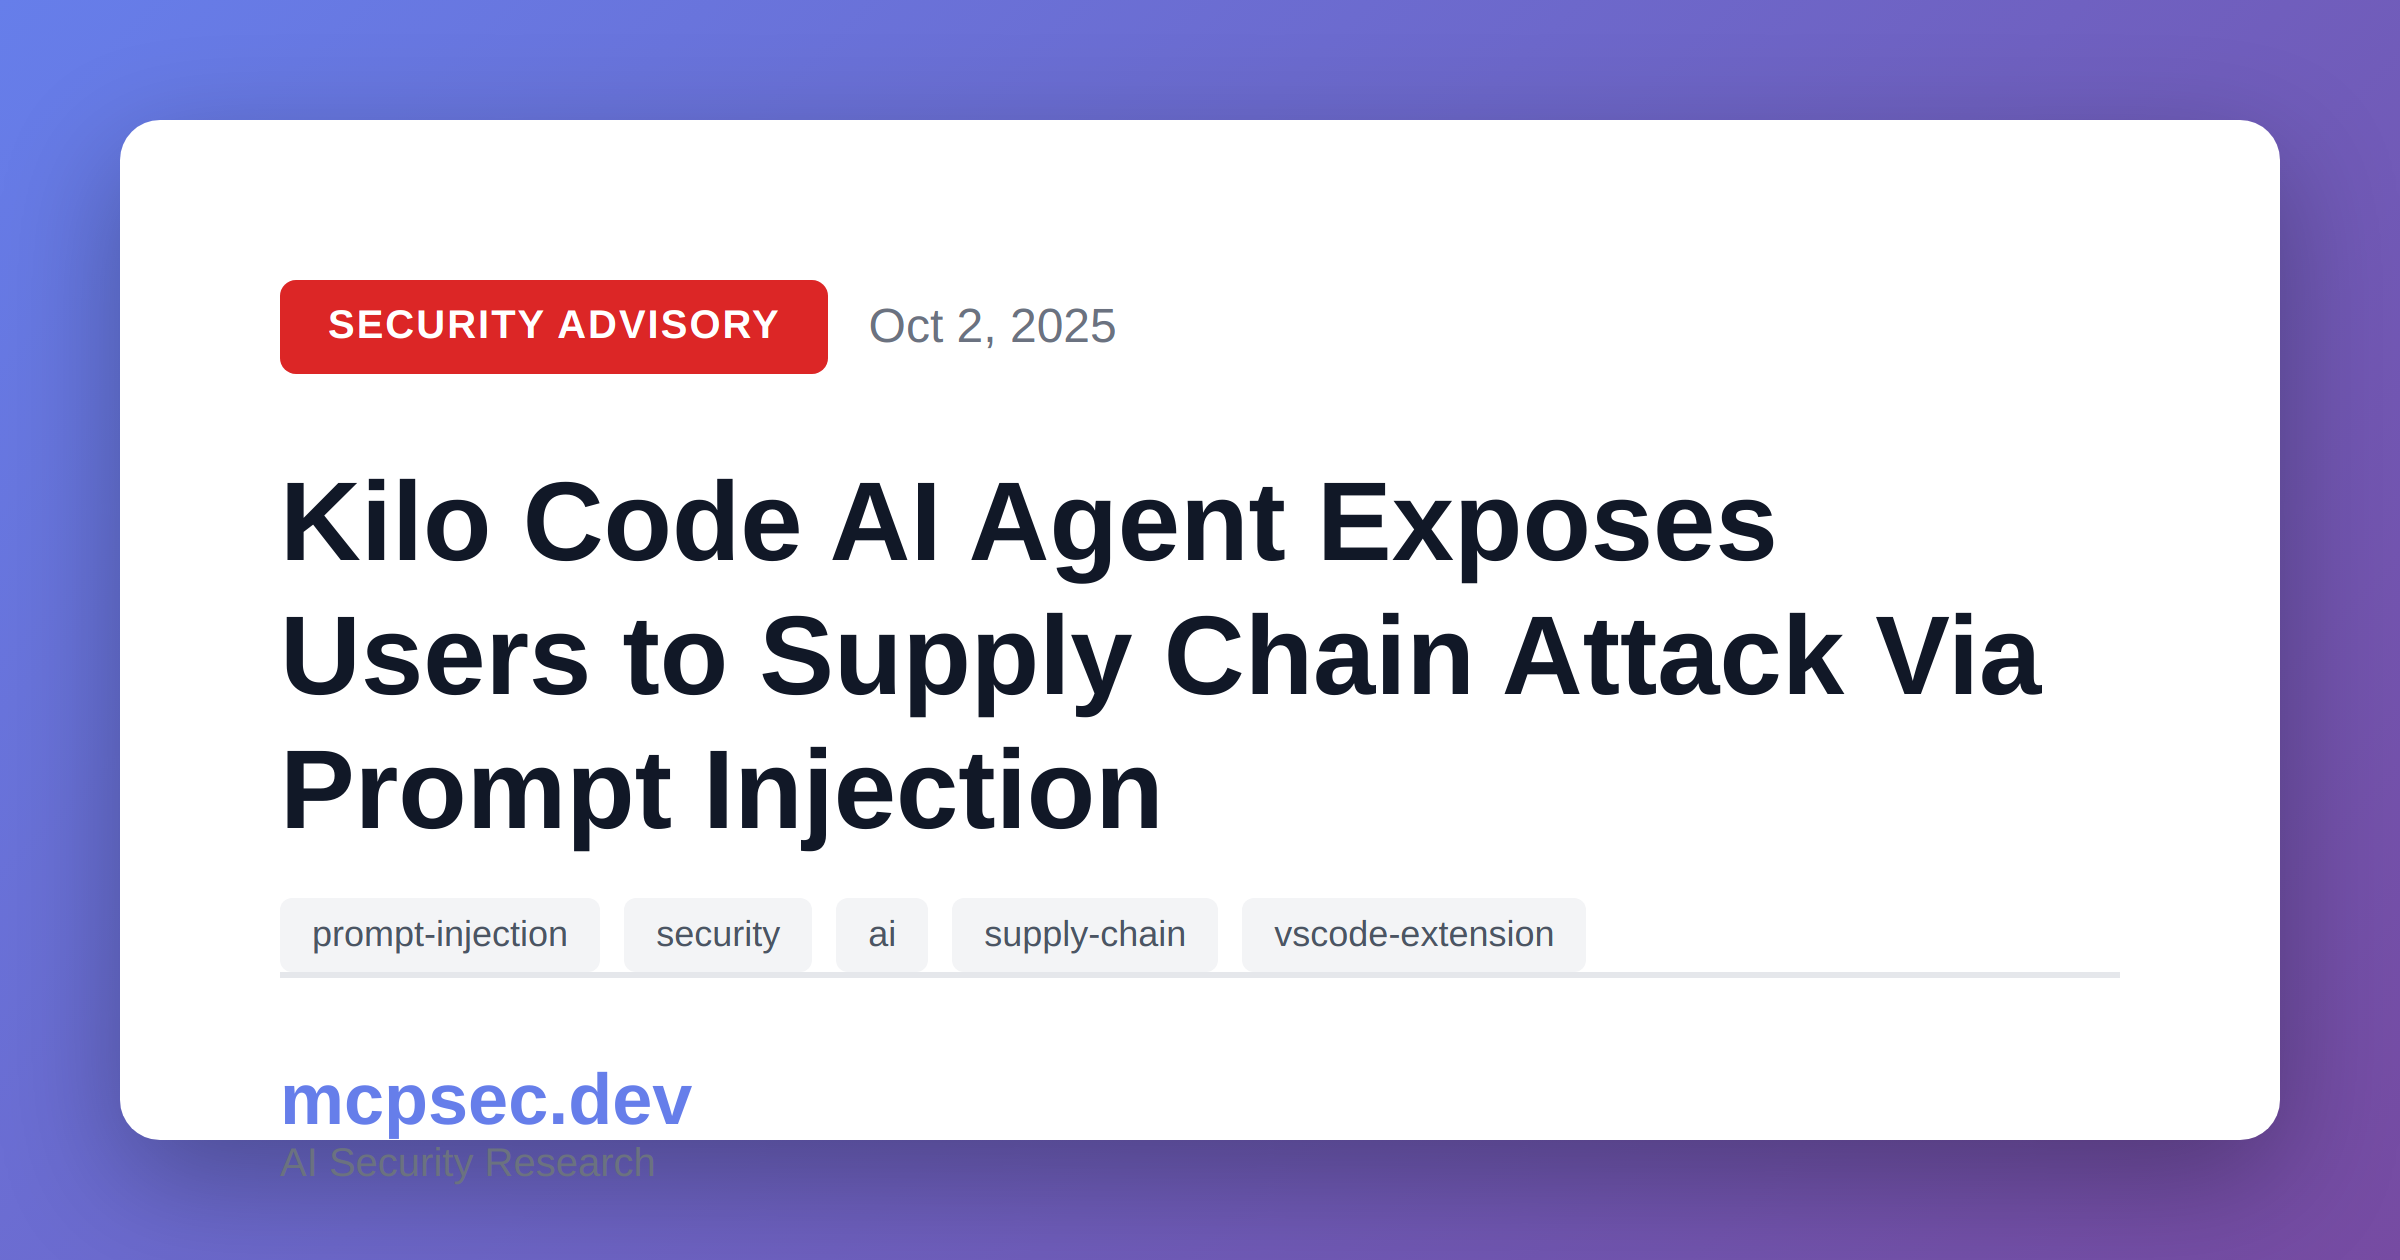 SECURITY ADVISORY
Oct 2, 2025
Kilo Code AI Agent Exposes
Users to Supply Chain Attack Via
Prompt Injection
prompt-injection security ai supply-chain vscode-extension
mcpsec.dev
AI Security Research